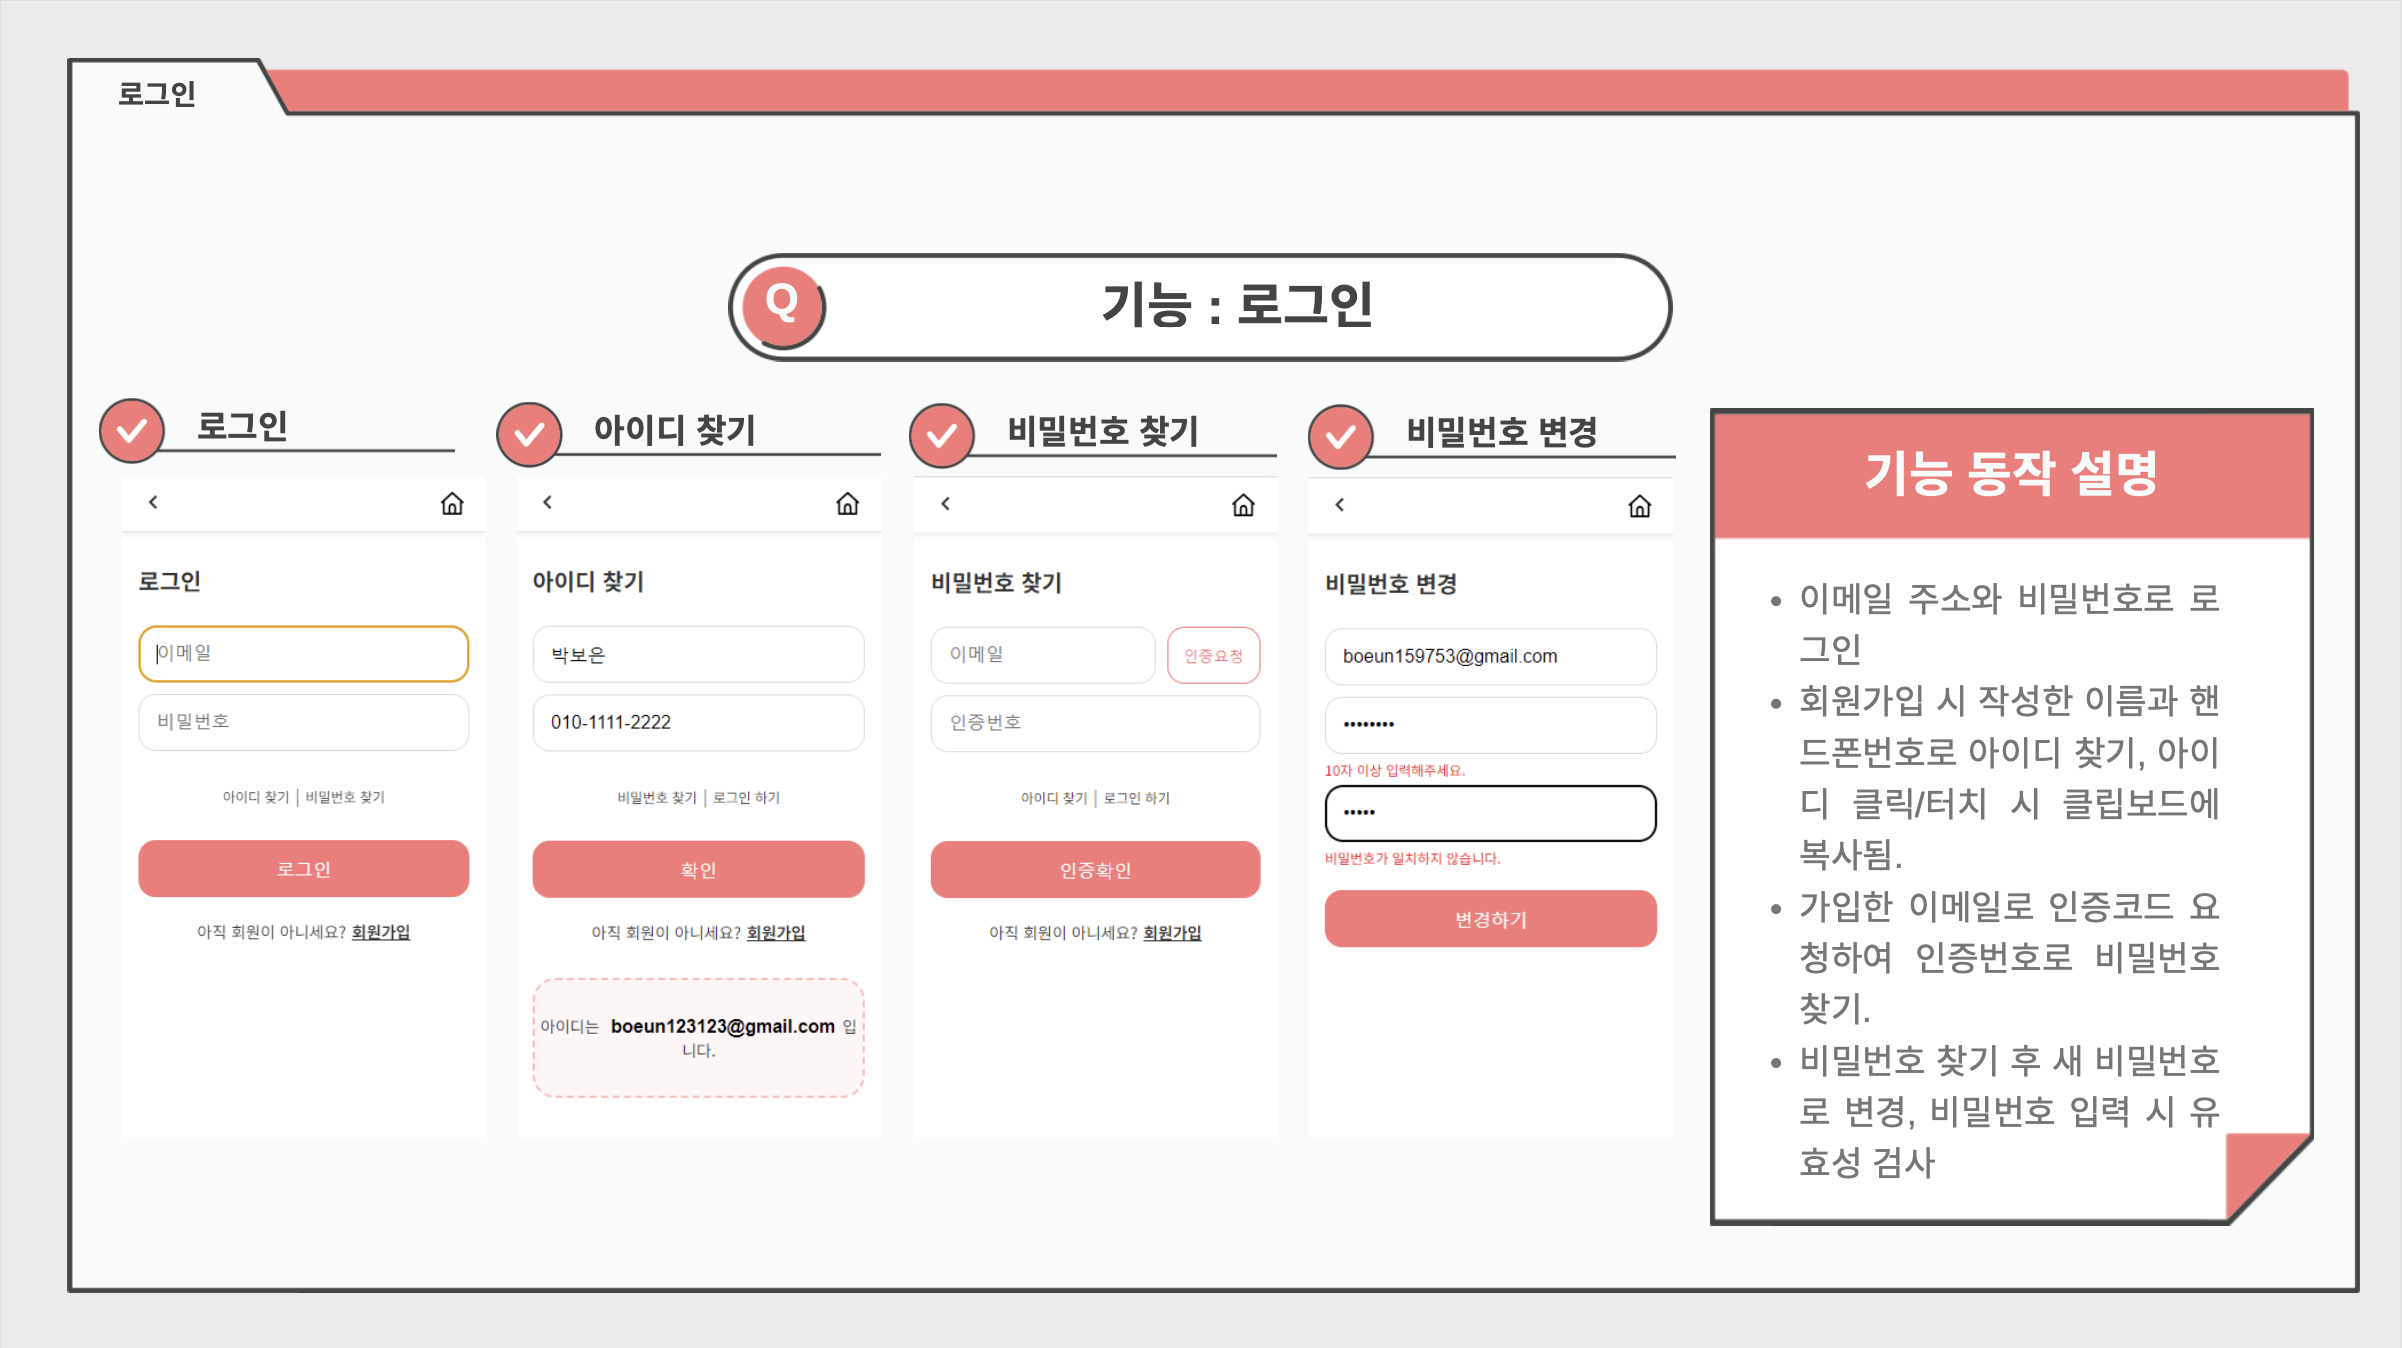 로그인
Q
기능 : 로그인
로그인
로그인
이메일
비밀번호
아이디 찾기 | 비밀번호 찾기
로그인
아직 회원이 아니세요? 회원가입
아이디 찾기
아이디 찾기
박보은
010-1111-2222
비밀번호 찾기 | 로그인 하기
확인
아직 회원이 아니세요? 회원가입
아이디는 boeun123123@gmail.com 입
니다.
비밀번호 찾기
비밀번호 찾기
이메일
인증요청
인증번호
아이디 찾기 | 로그인 하기
인증확인
아직 회원이 아니세요? 회원가입
비밀번호 변경
비밀번호 변경
boeun159753@gmail.com
••••••••
10자 이상 입력해주세요.
•••••
비밀번호가 일치하지 않습니다.
변경하기
기능 동작 설명
• 이메일 주소와 비밀번호로 로
그인
• 회원가입 시 작성한 이름과 핸
드폰번호로 아이디 찾기, 아이
디 클릭/터치 시 클립보드에
복사됨.
• 가입한 이메일로 인증코드 요
청하여 인증번호로 비밀번호
찾기.
• 비밀번호 찾기 후 새 비밀번호
로 변경, 비밀번호 입력 시 유
효성 검사